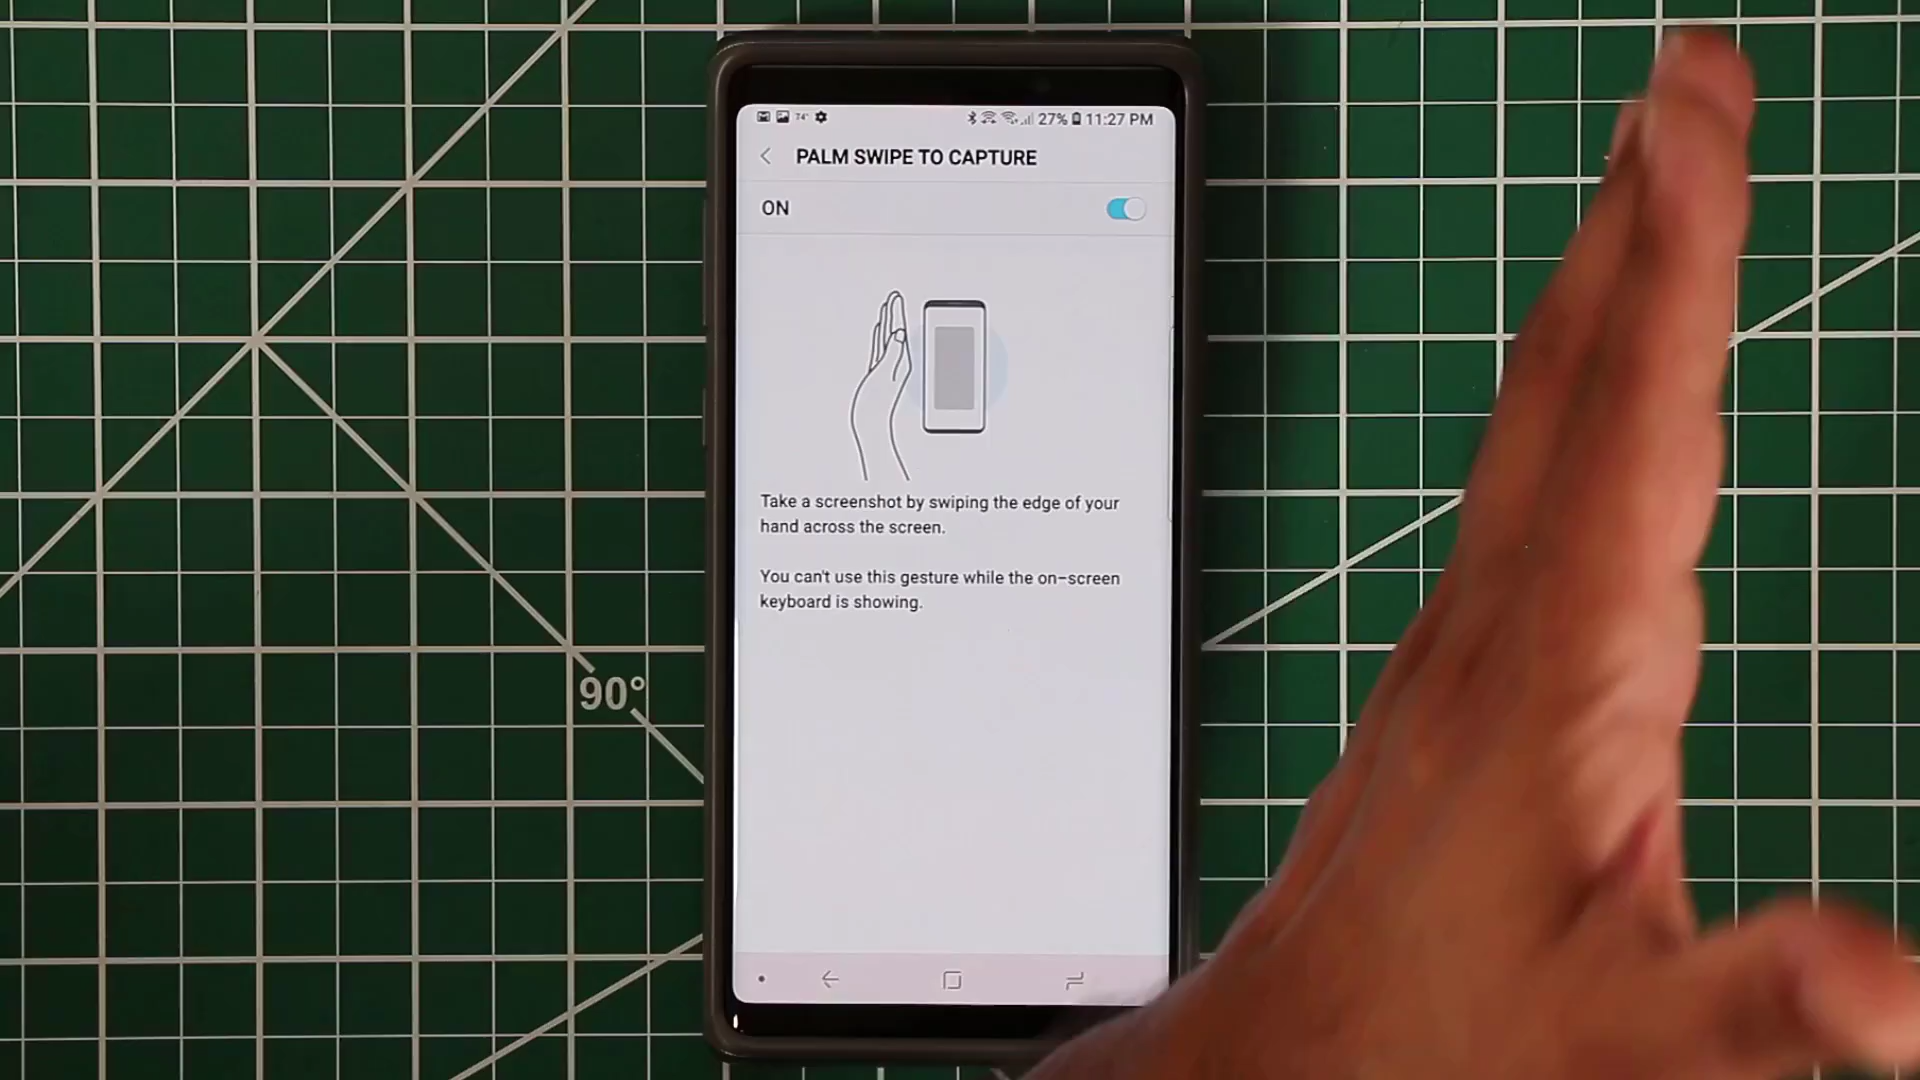 74° 27% 11:27 PM
PALM SWIPE TO CAPTURE
ON
Take a screenshot by swiping the edge of your
hand across the screen.
You can't use this gesture while the on-screen
keyboard is showing.
90°